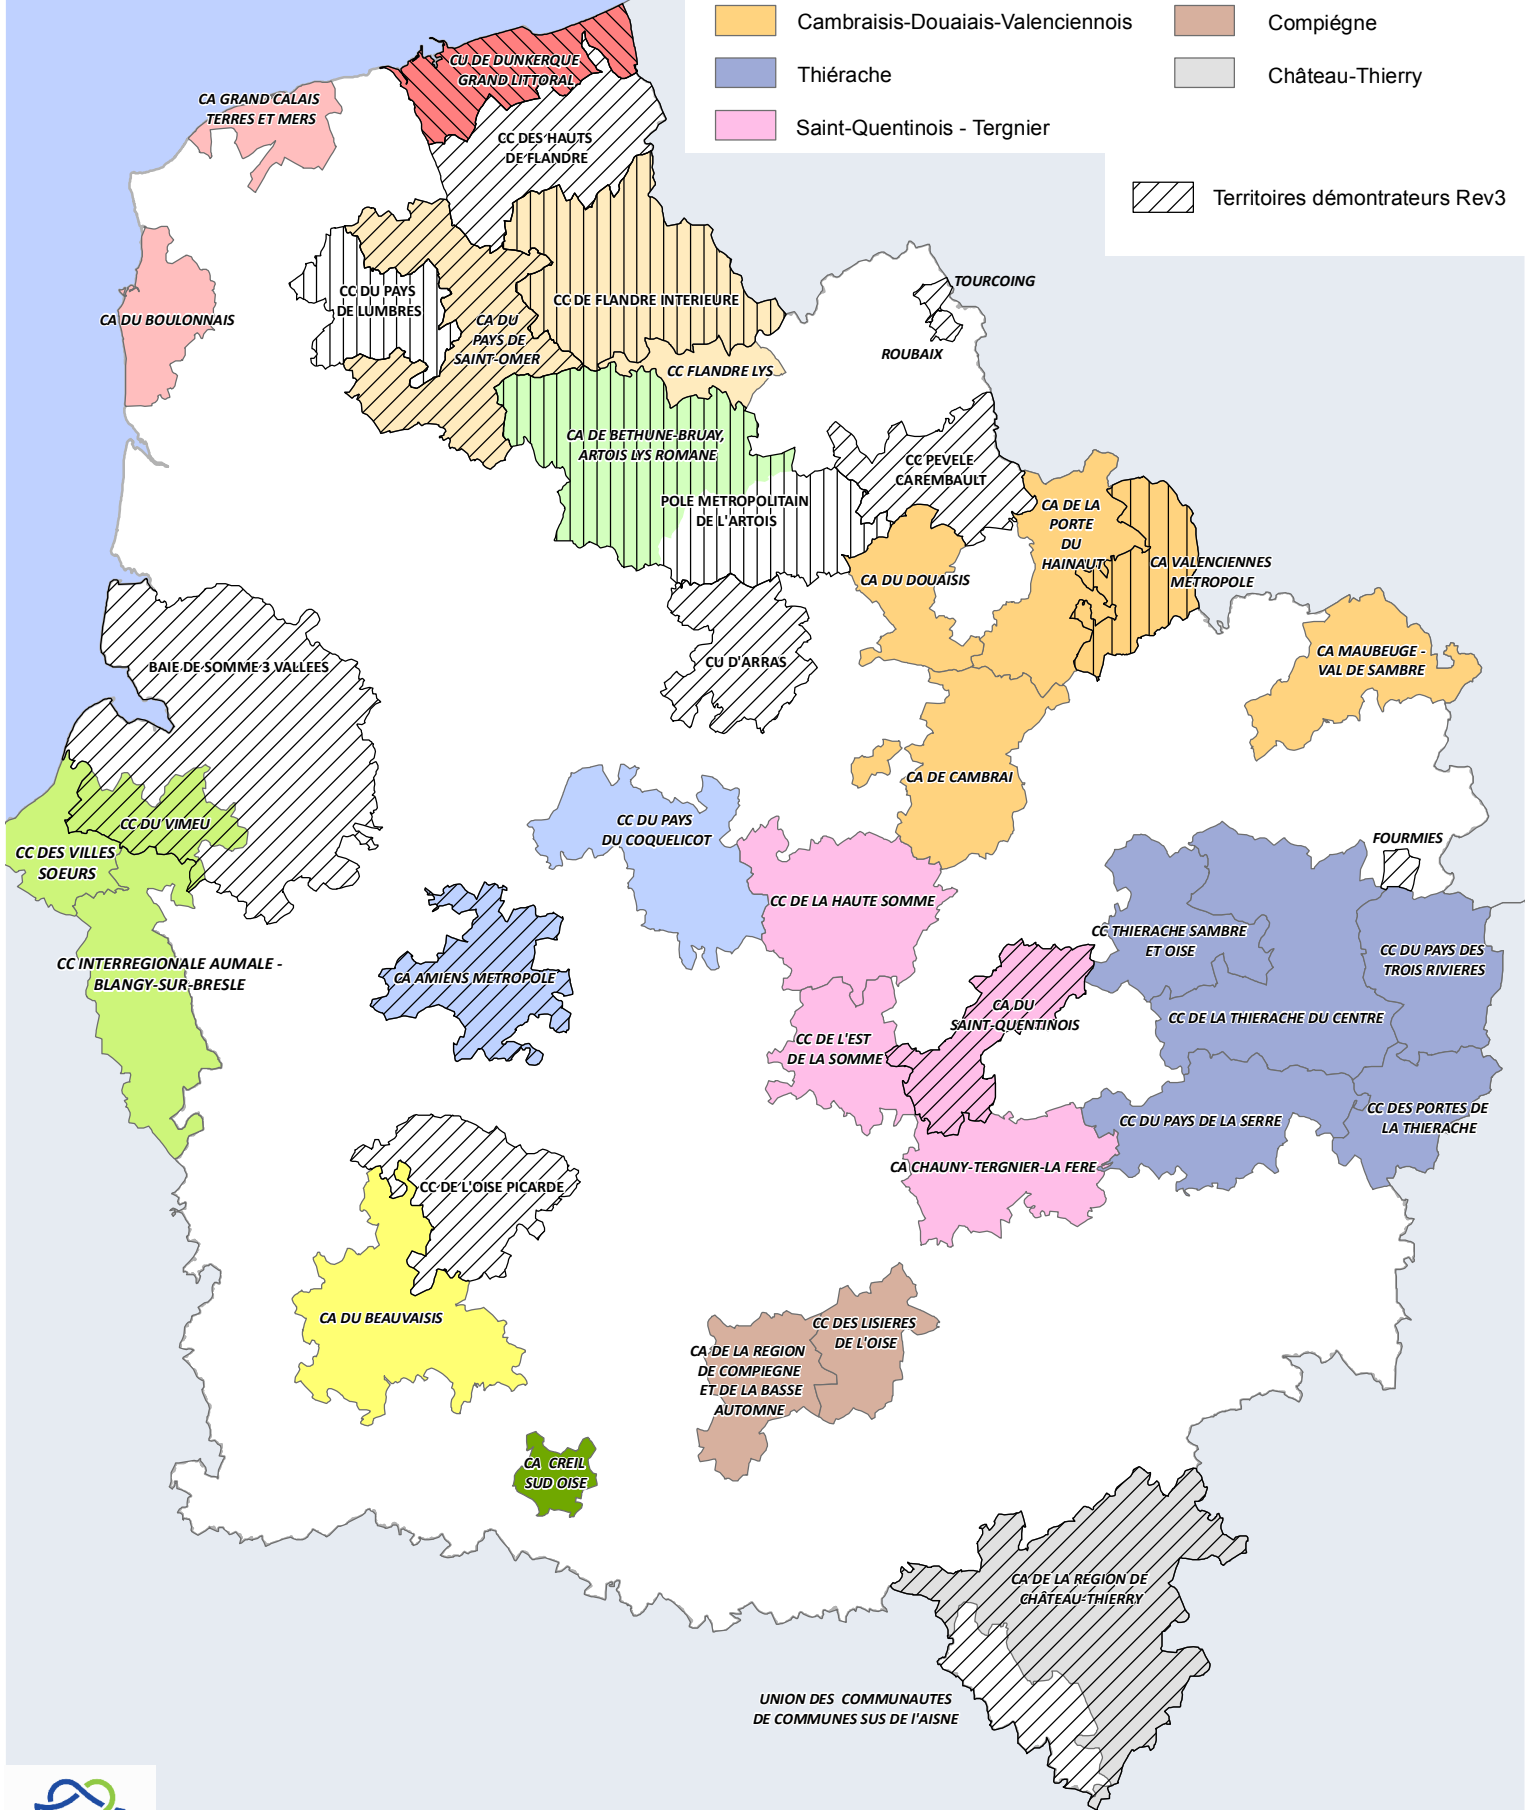 Cambraisis-Douaiais-Valenciennois
Compiégne
Thiérache
Château-Thierry
Saint-Quentinois - Tergnier
Territoires démontrateurs Rev3
CU DE DUNKERQUE
GRAND LITTORAL
CA GRAND CALAIS
TERRES ET MERS
CC DES HAUTS
DE FLANDRE
CA DU BOULONNAIS
CC DU PAYS
DE LUMBRES
CA DU
PAYS DE
SAINT-OMER
CC DE FLANDRE INTERIEURE
CC FLANDRE LYS
TOURCOING
ROUBAIX
CA DE BETHUNE-BRUAY,
ARTOIS LYS ROMANE
POLE METROPOLITAIN
DE L'ARTOIS
CC PEVELE
CAREMBAULT
CA DE LA
PORTE
DU
HAINAUT
CA VALENCIENNES
METROPOLE
CA DU DOUAISIS
CU D'ARRAS
CA MAUBEUGE -
VAL DE SAMBRE
BAIE DE SOMME 3 VALLEES
CA DE CAMBRAI
CC DU VIMEU
CC DES VILLES
SOEURS
CC DU PAYS
DU COQUELICOT
FOURMIES
CC DE LA HAUTE SOMME
CC THIERACHE SAMBRE
ET OISE
CC DU PAYS DES
TROIS RIVIERES
CC INTERREGIONALE AUMALE -
BLANGY-SUR-BRESLE
CA AMIENS METROPOLE
CA DU
SAINT-QUENTINOIS
CC DE LA THIERACHE DU CENTRE
CC DE L'EST
DE LA SOMME
CC DU PAYS DE LA SERRE
CC DES PORTES DE
LA THIERACHE
CA CHAUNY-TERGNIER-LA FERE
CC DE L'OISE PICARDE
CA DU BEAUVAISIS
CC DES LISIERES
DE L'OISE
CA DE LA REGION
DE COMPIEGNE
ET DE LA BASSE
AUTOMNE
CA CREIL
SUD OISE
CA DE LA REGION DE
CHÂTEAU-THIERRY
UNION DES COMMUNAUTES
DE COMMUNES SUS DE l'AISNE